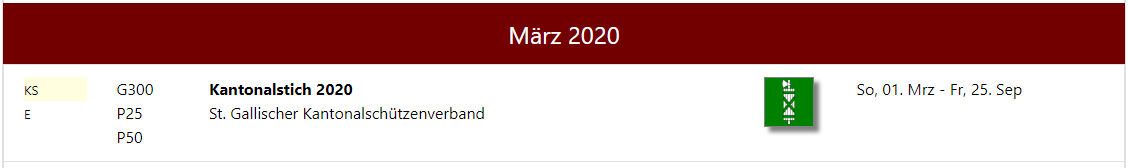 März 2020
KS G300 Kantonalstich 2020 So, 01. Mrz - Fr, 25. Sep
E P25 St. Gallischer Kantonalschützenverband
P50